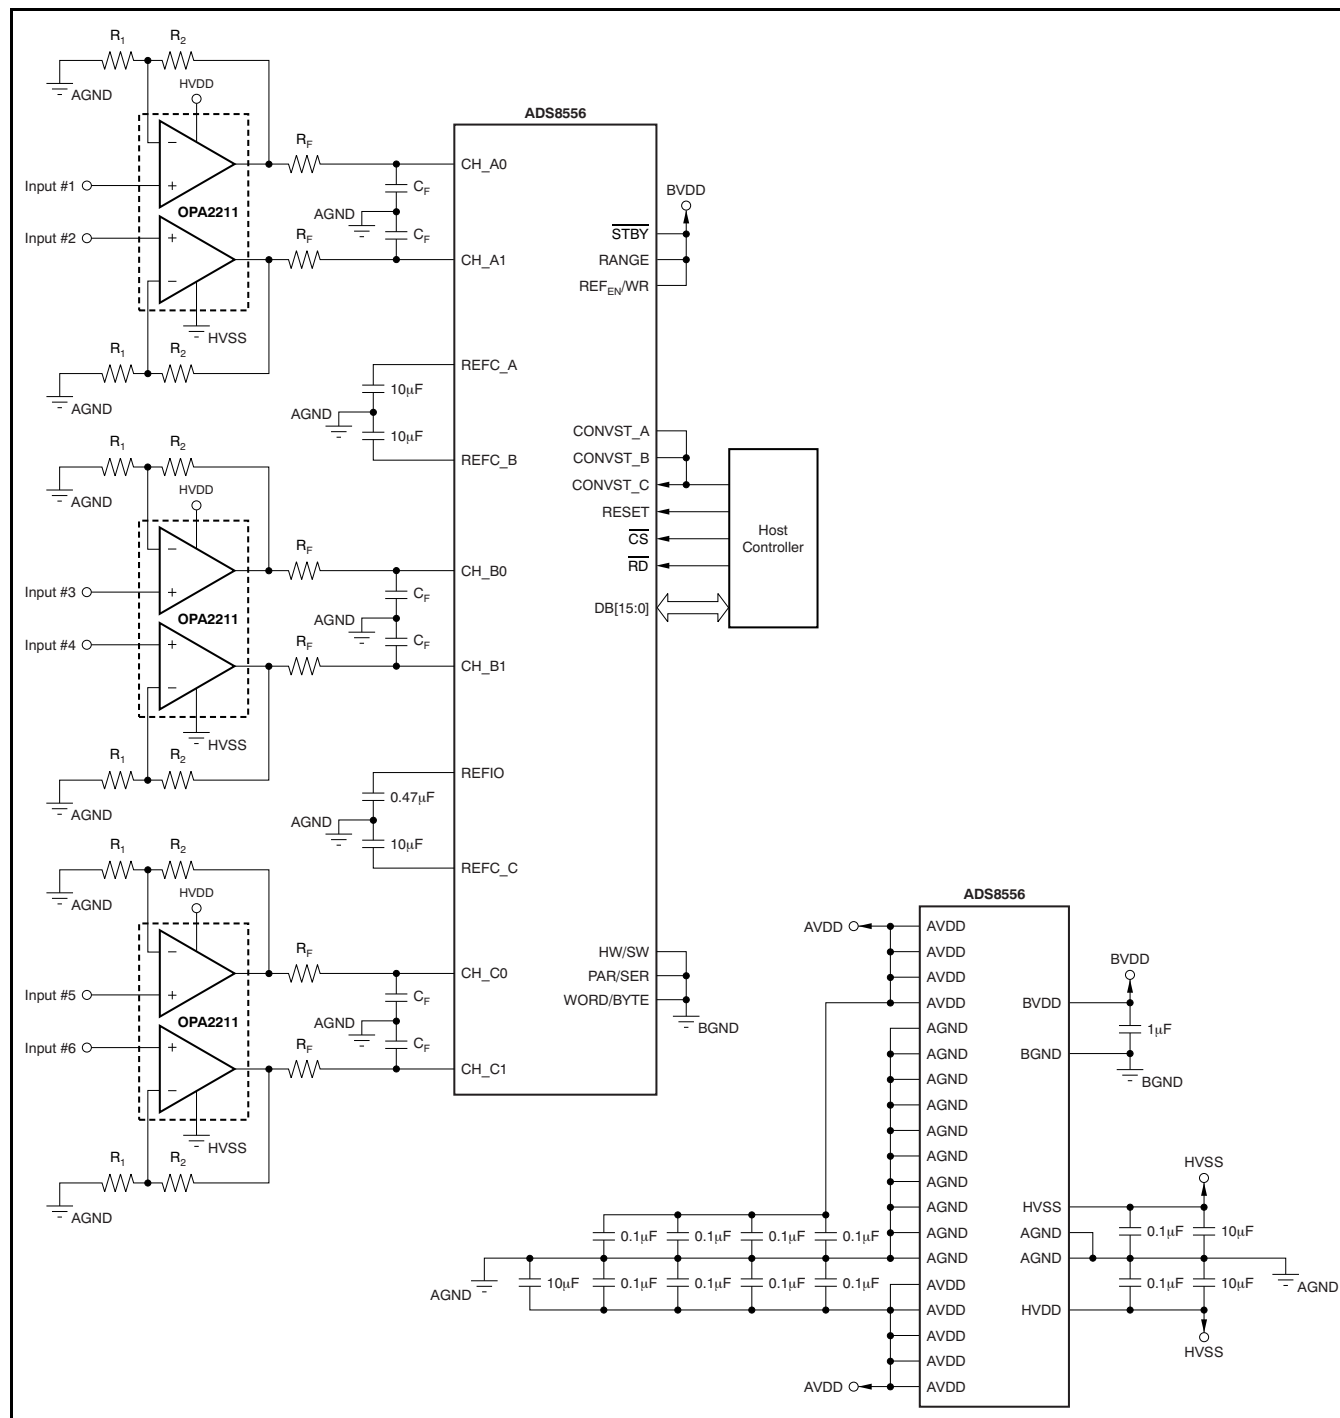 R1 R2
AGND
HVDD
Input #1
OPA2211
Input #2
HVSS
R1 R2
AGND
RF
CF
AGND
CF
RF
R1 R2
AGND
HVDD
Input #3
OPA2211
Input #4
HVSS
R1 R2
AGND
RF
CF
AGND
CF
RF
R1 R2
AGND
HVDD
Input #5
OPA2211
Input #6
HVSS
R1 R2
AGND
RF
CF
AGND
CF
RF
10µF
AGND
10µF
0.47µF
AGND
10µF
ADS8556
CH_A0
CH_A1
REFC_A
REFC_B
CH_B0
CH_B1
REFIO
REFC_C
CH_C0
CH_C1
BVDD
STBY
RANGE
REFEN/WR
CONVST_A
CONVST_B
CONVST_C
RESET
CS
RD
DB[15:0]
Host
Controller
HW/SW
PAR/SER
WORD/BYTE
BGND
ADS8556
AVDD
AVDD
AVDD
AVDD
AVDD
AGND
AGND
AGND
AGND
AGND
AGND
AGND
AGND
AGND
AGND
AVDD
AVDD
AVDD
AVDD
AVDD
AVDD
0.1µF 0.1µF 0.1µF 0.1µF
AGND
10µF 0.1µF 0.1µF 0.1µF 0.1µF
BVDD
BVDD
1µF
BGND
BGND
HVSS
HVSS
0.1µF 10µF
AGND
AGND
AGND
0.1µF 10µF
HVDD
HVSS